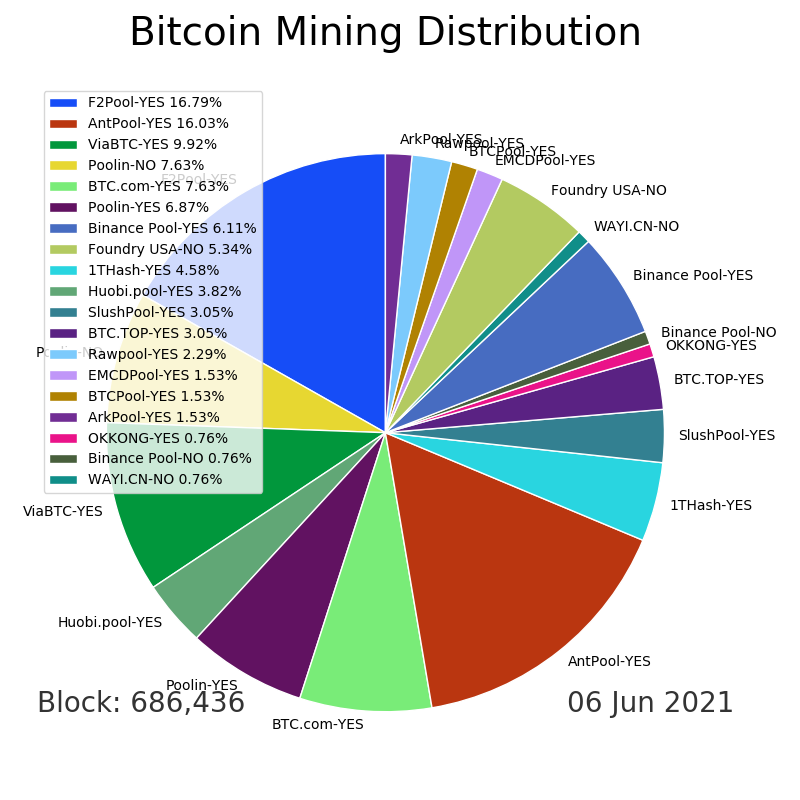 Bitcoin Mining Distribution
F2Pool-YES 16.79%
AntPool-YES 16.03%
ViaBTC-YES 9.92%
Poolin-NO 7.63%
BTC.com-YES 7.63%
Poolin-YES 6.87%
Binance Pool-YES 6.11%
Foundry USA-NO 5.34%
1THash-YES 4.58%
Huobi.pool-YES 3.82%
SlushPool-YES 3.05%
BTC.TOP-YES 3.05%
Rawpool-YES 2.29%
EMCDPool-YES 1.53%
BTCPool-YES 1.53%
ArkPool-YES 1.53%
OKKONG-YES 0.76%
Binance Pool-NO 0.76%
WAYI.CN-NO 0.76%
ArkPool-YES
Rawpool-YES
BTCPool-YES
EMCDPool-YES
Foundry USA-NO
WAYI.CN-NO
Binance Pool-YES
Binance Pool-NO
OKKONG-YES
BTC.TOP-YES
SlushPool-YES
1THash-YES
AntPool-YES
BTC.com-YES
Poolin-YES
Huobi.pool-YES
ViaBTC-YES
Poolin-NO
F2Pool-YES
Block: 686,436
06 Jun 2021